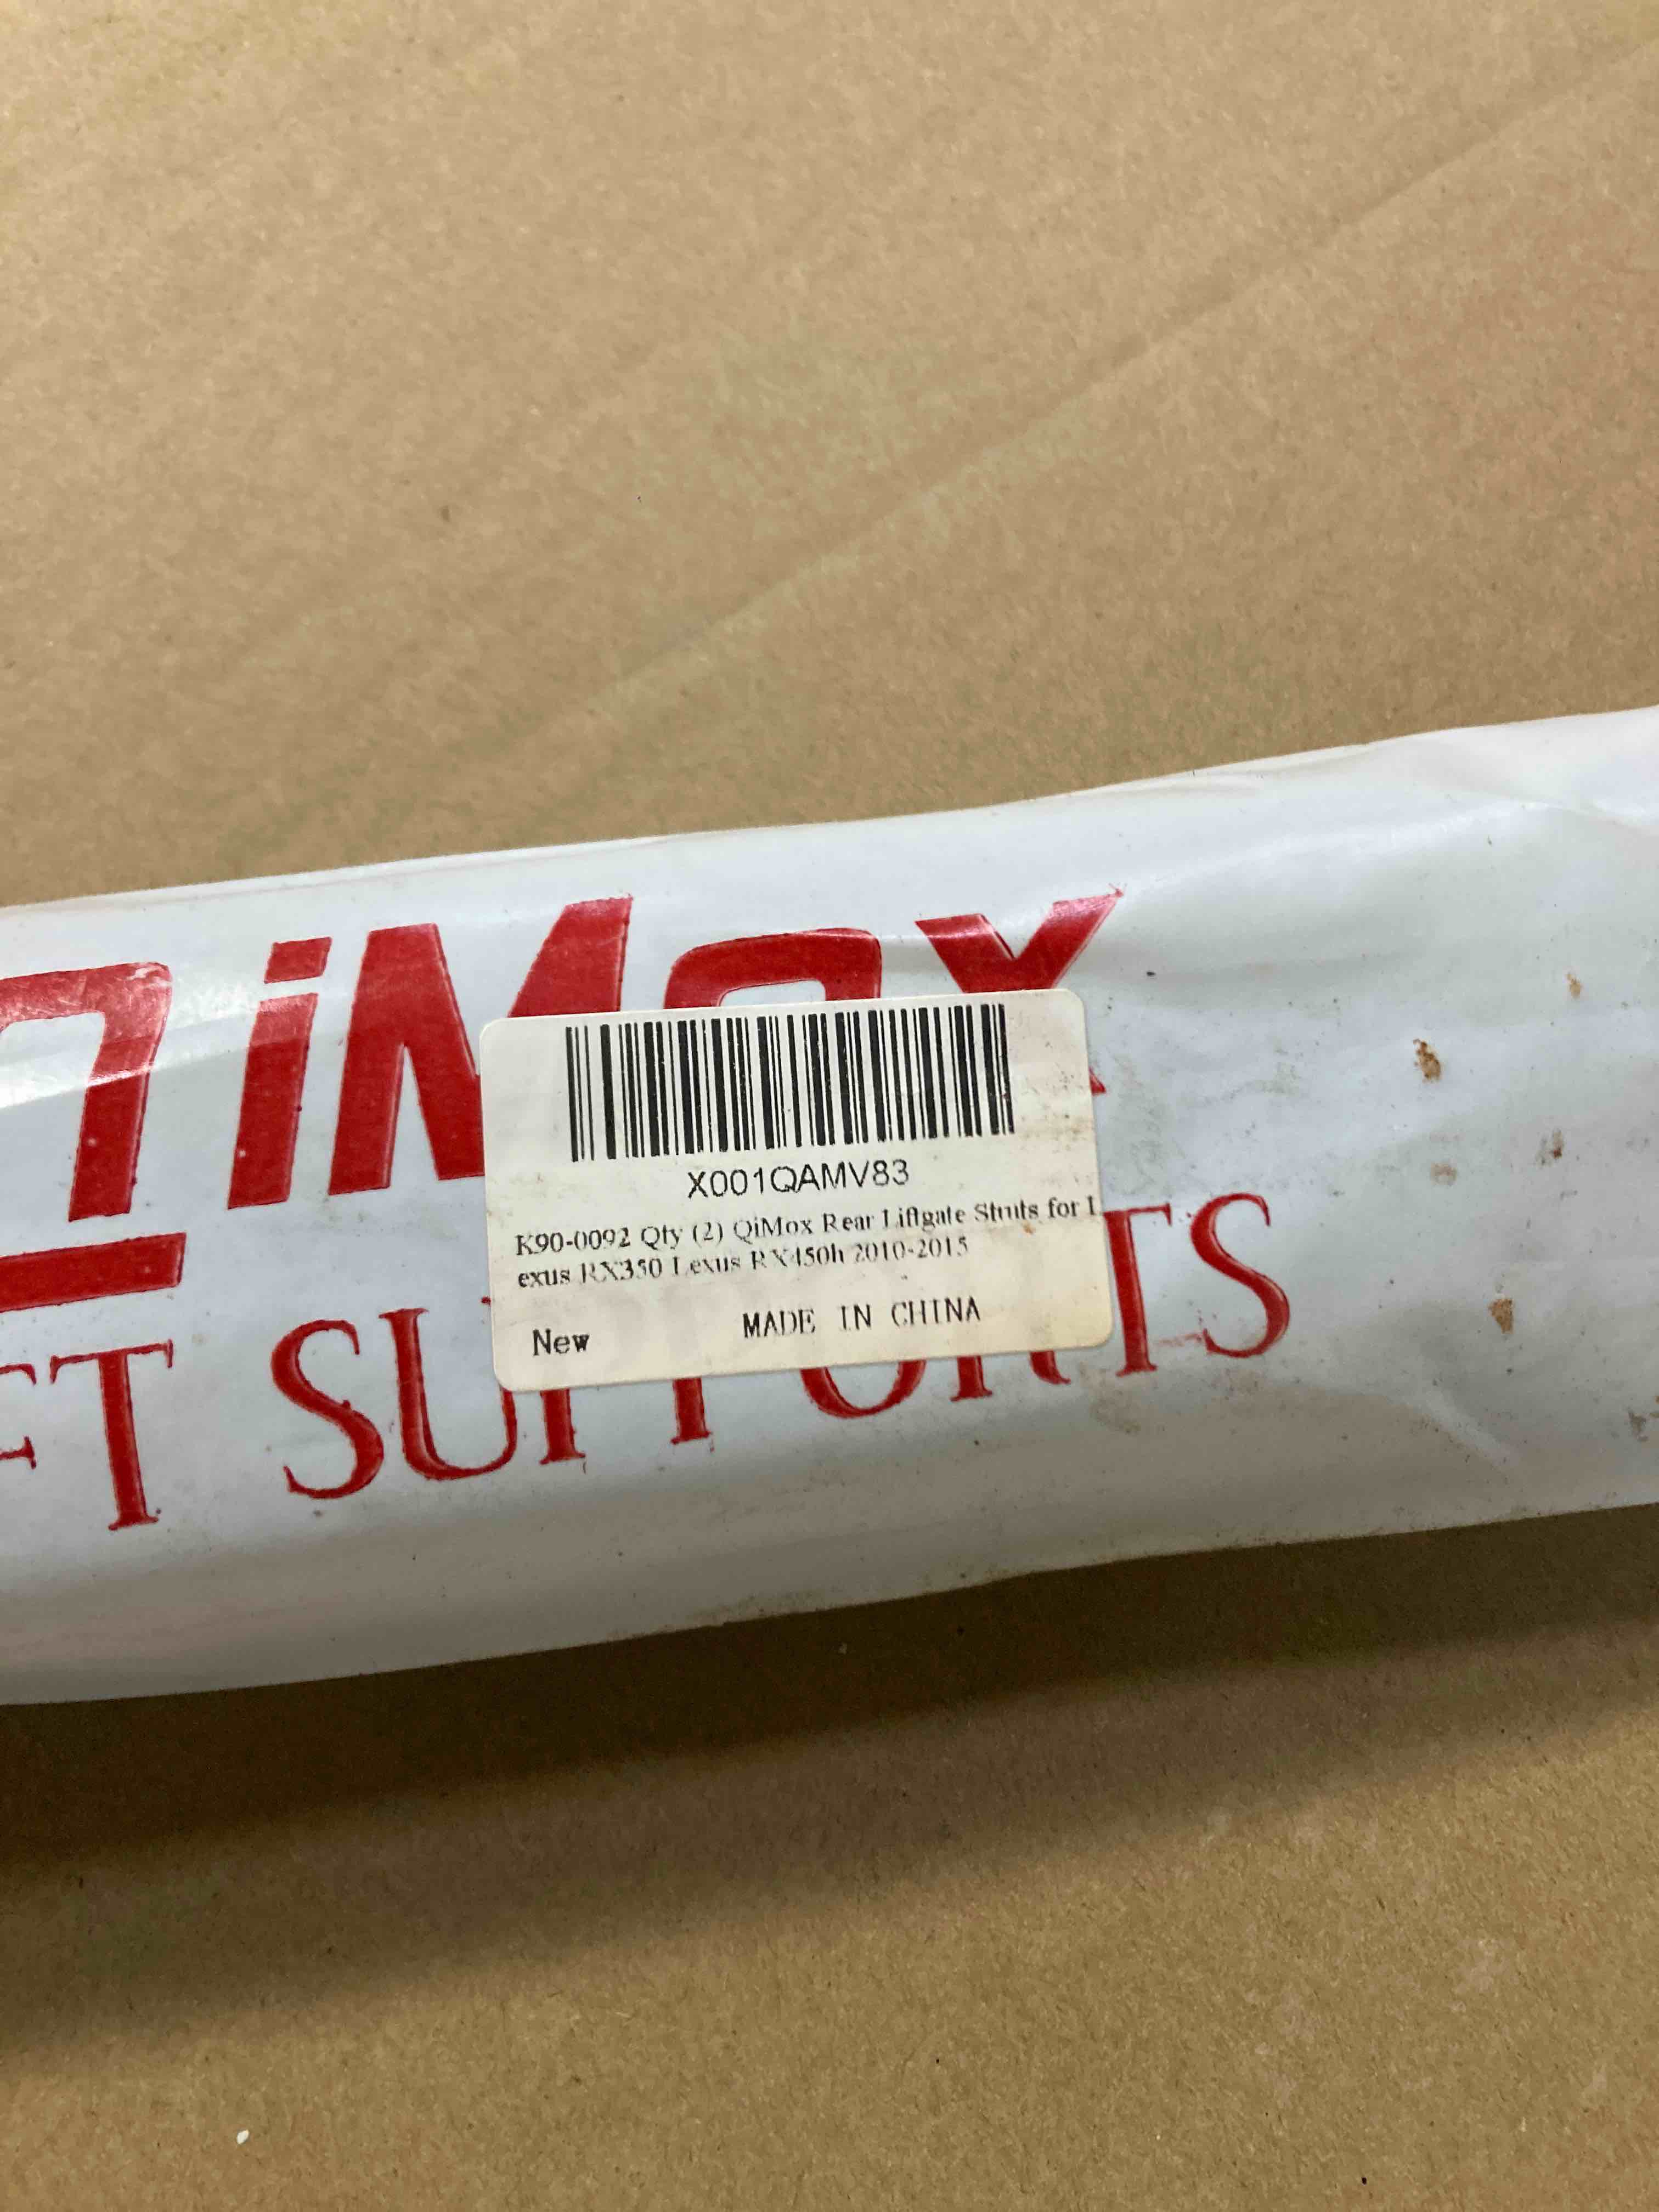 QiMox
X001QAMV83
K90-0092 Qty (2) QiMox Rear Liftgate Struts for L
exus RX350 Lexus RX450h 2010-2015
New MADE IN CHINA
FT SUPPORTS